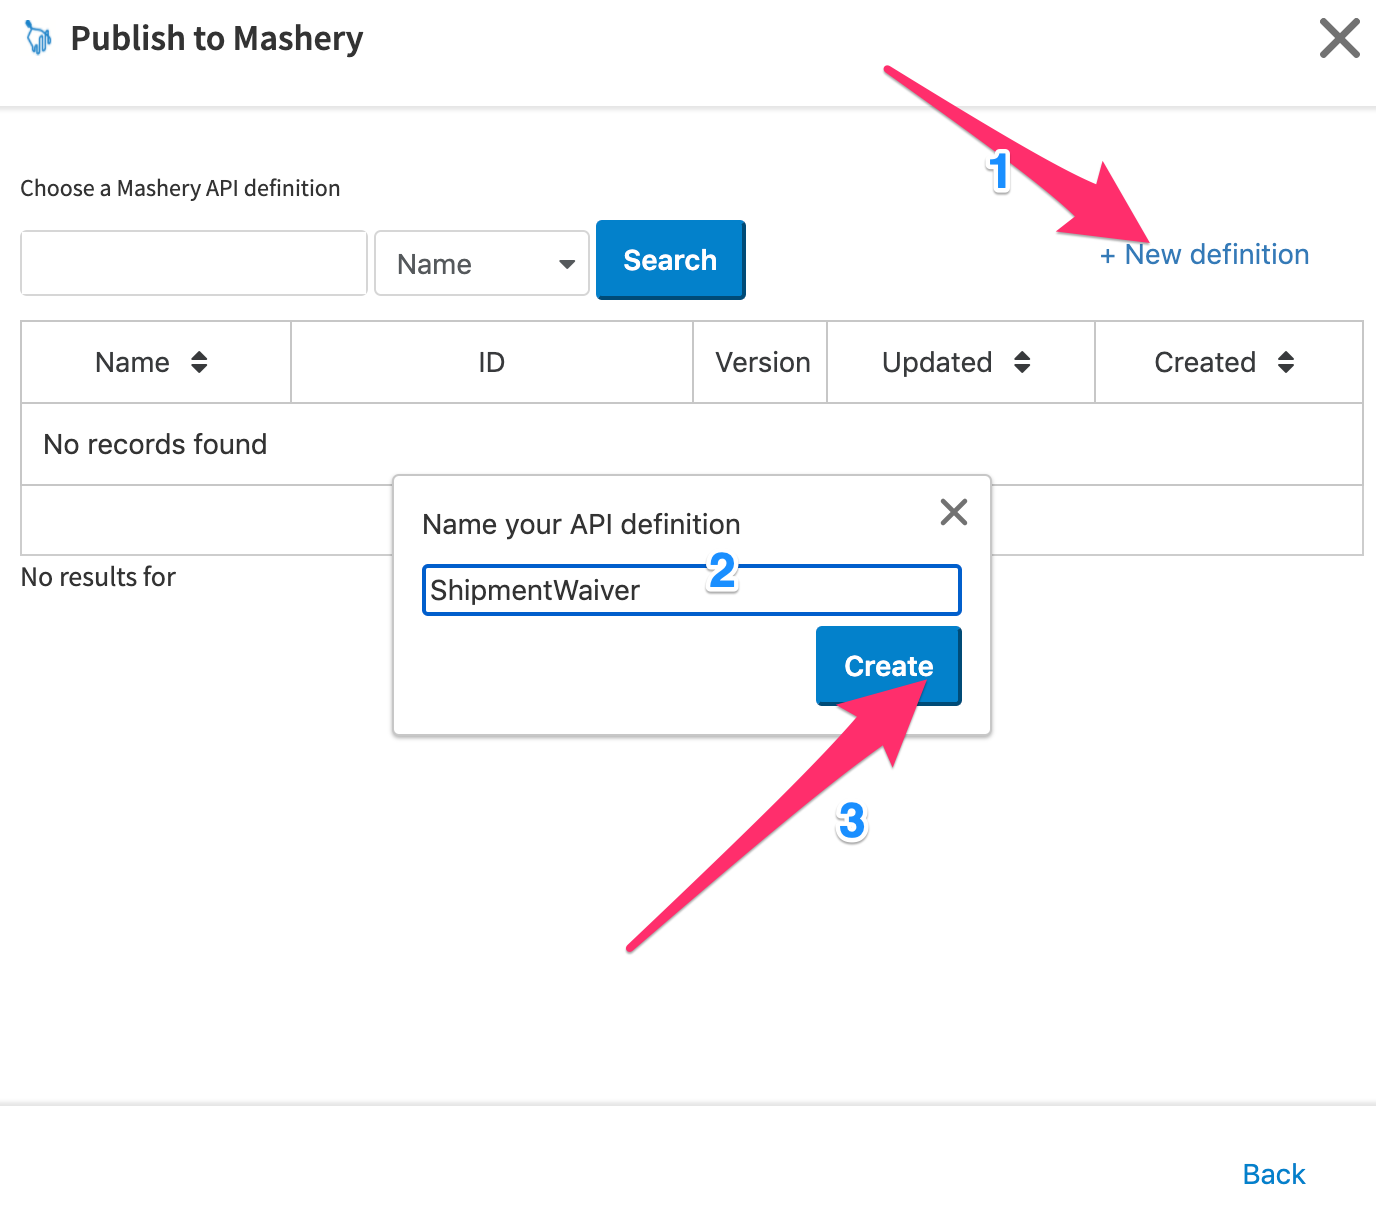 Publish to Mashery
1
Choose a Mashery API definition
Name
Search
+ New definition
Name
ID
Version
Updated
Created
No records found
Name your API definition
2
No results for
ShipmentWaiver
Create
3
Back